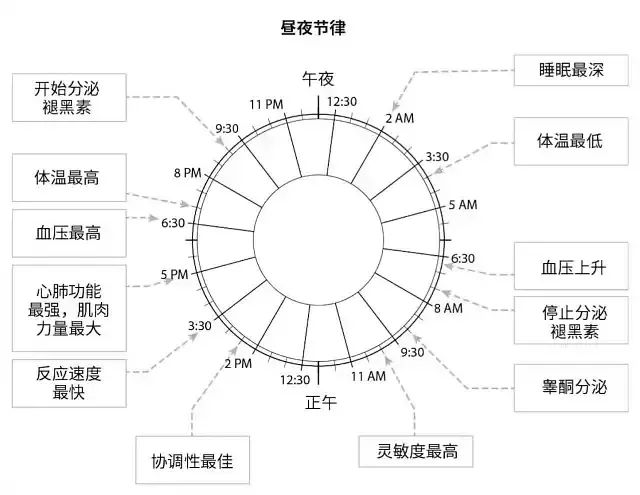 昼夜节律
午夜
12:30
2 AM
3:30
5 AM
6:30
8 AM
9:30
11 AM
正午
12:30
2 PM
3:30
5 PM
6:30
8 PM
9:30
11 PM
睡眠最深
体温最低
血压上升
停止分泌
褪黑素
睾酮分泌
灵敏度最高
协调性最佳
反应速度
最快
心肺功能
最强，肌肉
力量最大
血压最高
体温最高
开始分泌
褪黑素